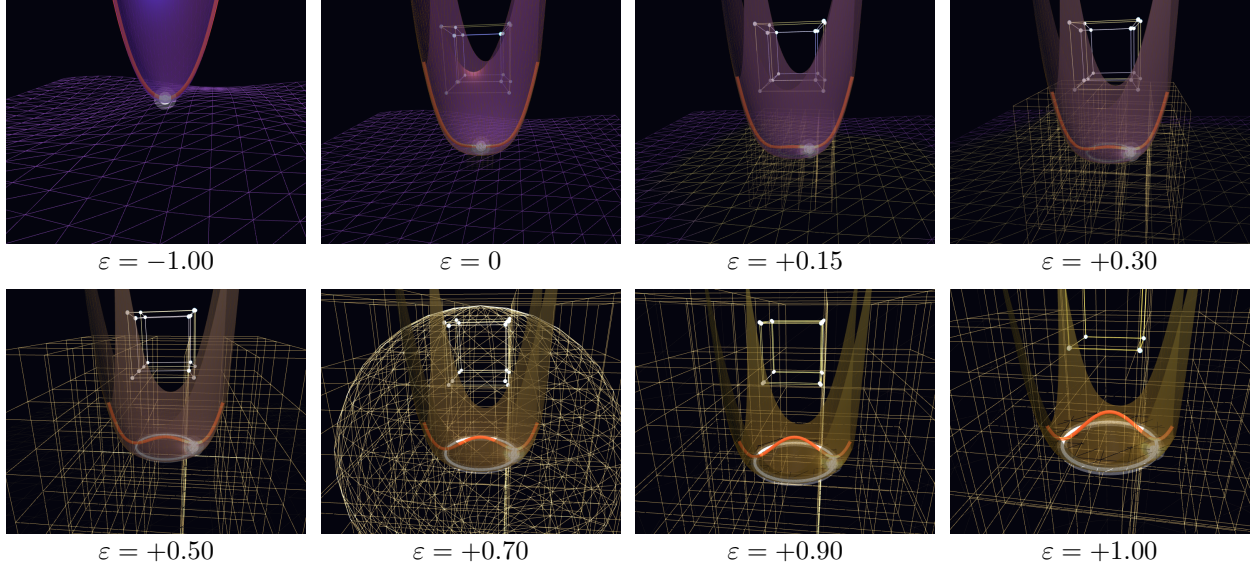 ε = −1.00
ε = 0
ε = +0.15
ε = +0.30
ε = +0.50
ε = +0.70
ε = +0.90
ε = +1.00